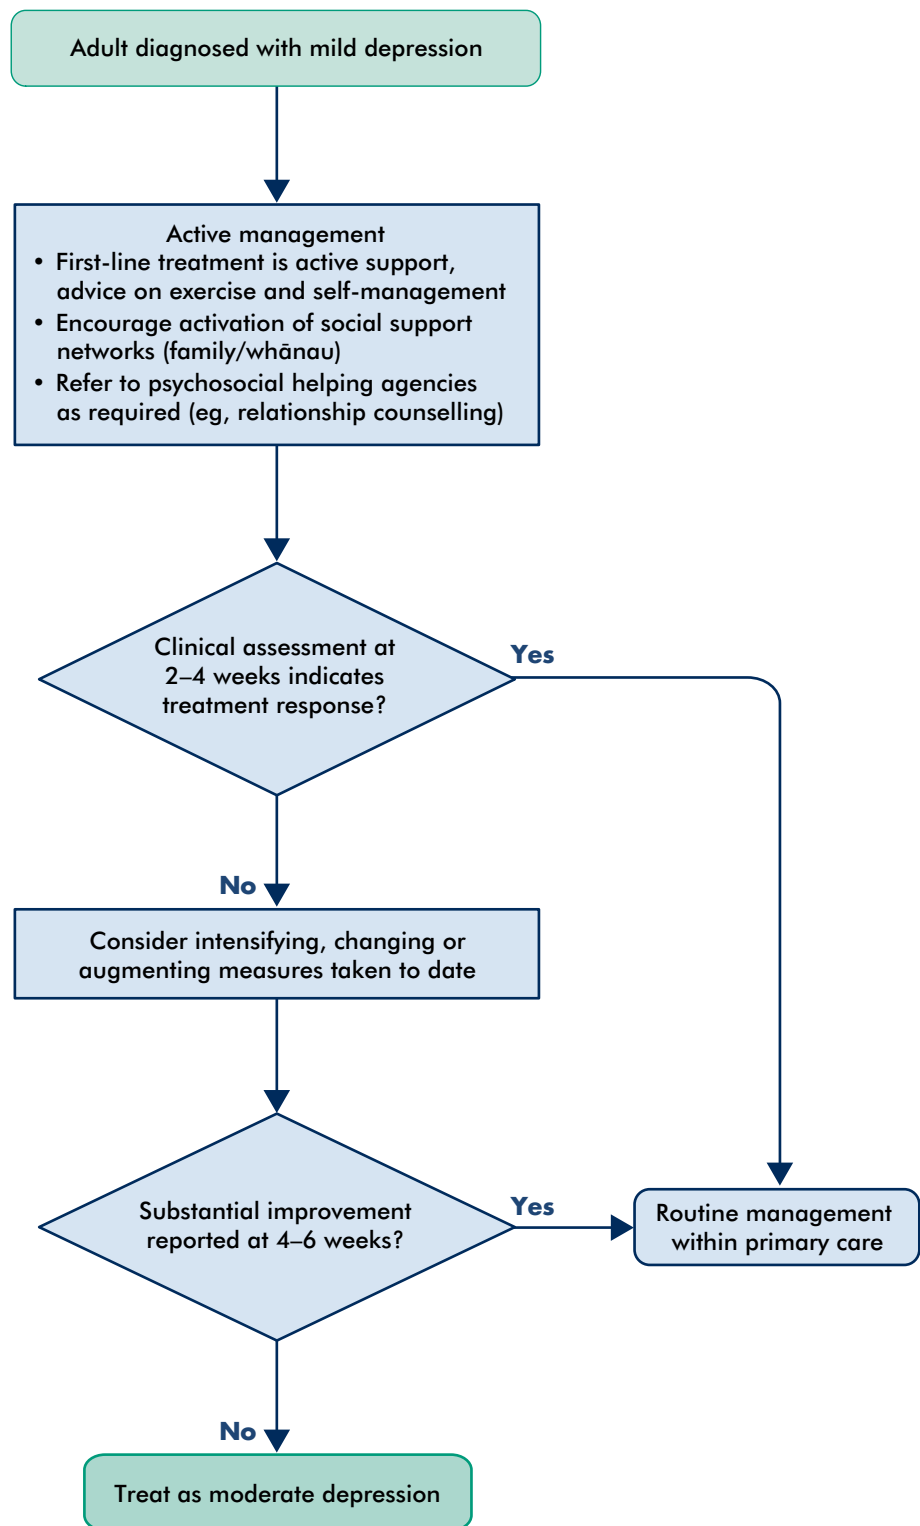 Adult diagnosed with mild depression
Active management
• First-line treatment is active support,
advice on exercise and self-management
• Encourage activation of social support
networks (family/whānau)
• Refer to psychosocial helping agencies
as required (eg, relationship counselling)
Clinical assessment at
2–4 weeks indicates
treatment response?
Yes
No
Consider intensifying, changing or
augmenting measures taken to date
Substantial improvement
reported at 4–6 weeks?
Yes
Routine management
within primary care
No
Treat as moderate depression